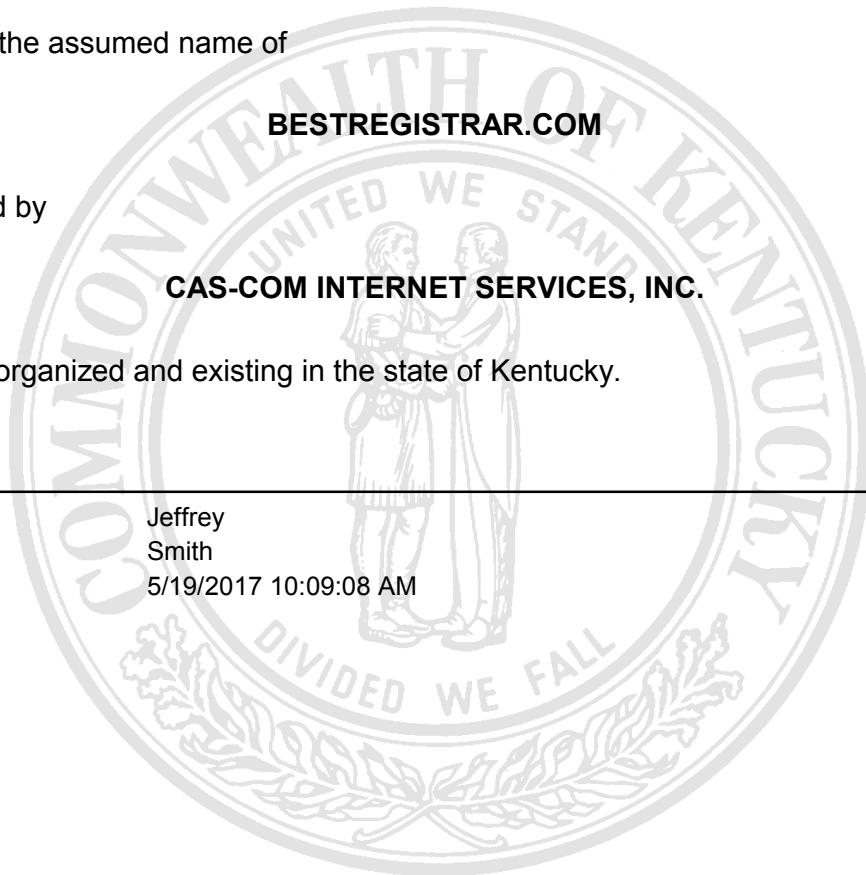 the assumed name of
BESTREGISTRAR.COM
d by
CAS-COM INTERNET SERVICES, INC.
organized and existing in the state of Kentucky.
Jeffrey
Smith
5/19/2017 10:09:08 AM
COMMONWEALTH OF KENTUCKY
UNITED WE STAND
DIVIDED WE FALL